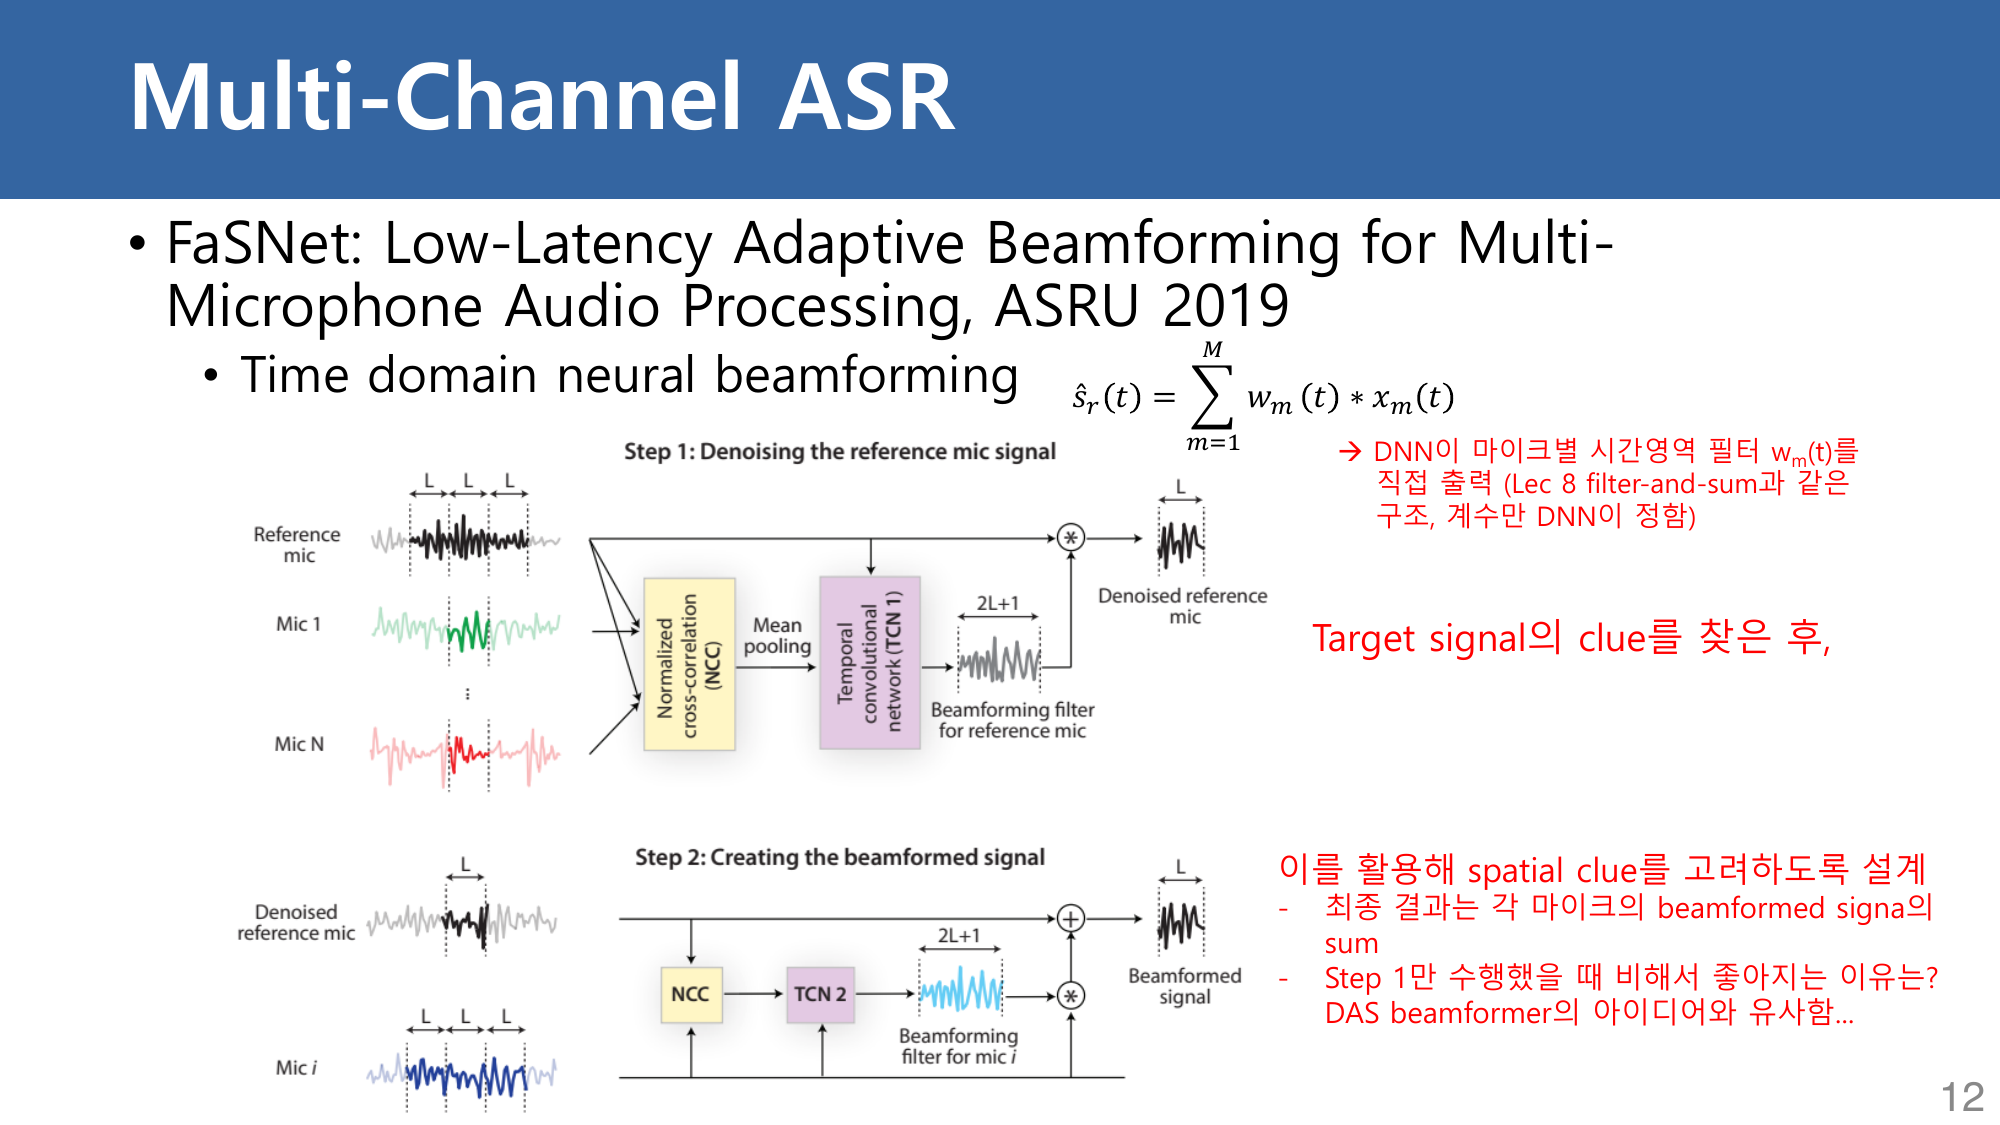 Multi-Channel ASR
• FaSNet: Low-Latency Adaptive Beamforming for Multi-
Microphone Audio Processing, ASRU 2019
• Time domain neural beamforming
ŝ_r(t) = ∑_{m=1}^{M} w_m(t) ∗ x_m(t)
Step 1: Denoising the reference mic signal
→ DNN이 마이크별 시간영역 필터 w_m(t)를
직접 출력 (Lec 8 filter-and-sum과 같은
구조, 계수만 DNN이 정함)
L L L
L
Reference
mic
*
Denoised reference
mic
Mic 1
⋮
Mic N
Normalized
cross-correlation
(NCC)
Mean
pooling
Temporal
convolutional
network (TCN 1)
2L+1
Beamforming filter
for reference mic
Target signal의 clue를 찾은 후,
Step 2: Creating the beamformed signal
L
L
Denoised
reference mic
+
Beamformed
signal
NCC
TCN 2
2L+1
*
Beamforming
filter for mic i
L L L
Mic i
이를 활용해 spatial clue를 고려하도록 설계
- 최종 결과는 각 마이크의 beamformed signa의
sum
- Step 1만 수행했을 때 비해서 좋아지는 이유는?
DAS beamformer의 아이디어와 유사함...
12